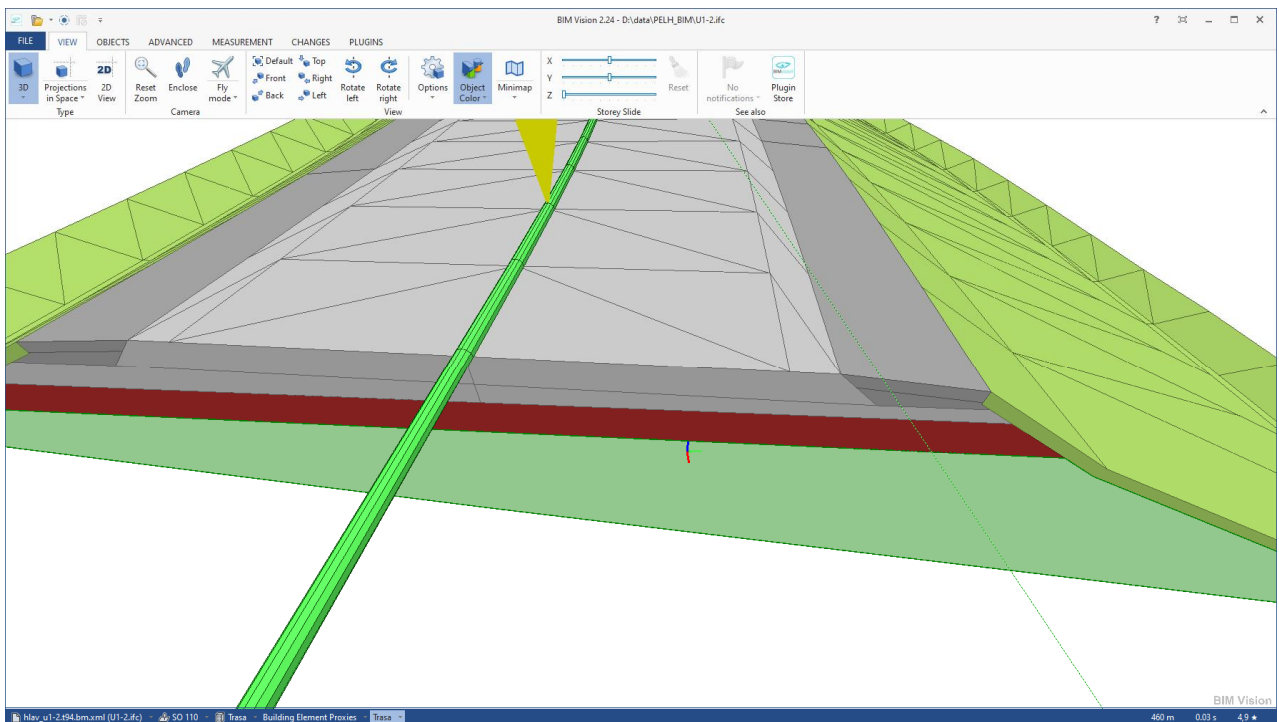 BIM Vision 2.24 - D:\data\PELH_BIM\U1-2.ifc
FILE VIEW OBJECTS ADVANCED MEASUREMENT CHANGES PLUGINS
3D
Projections in Space
2D View
Type
Reset Zoom
Enclose
Fly mode
Camera
Default
Front
Back
Top
Right
Left
Rotate left
Rotate right
Options
Object Color
Minimap
View
X
Y
Z
Reset
Storey Slide
No notifications
Plugin Store
See also
BIM Vision
hlav_u1-2.t94.bm.xml (U1-2.ifc) SO 110 Trasa Building Element Proxies Trasa 460 m 0.03 s 4,9 ★